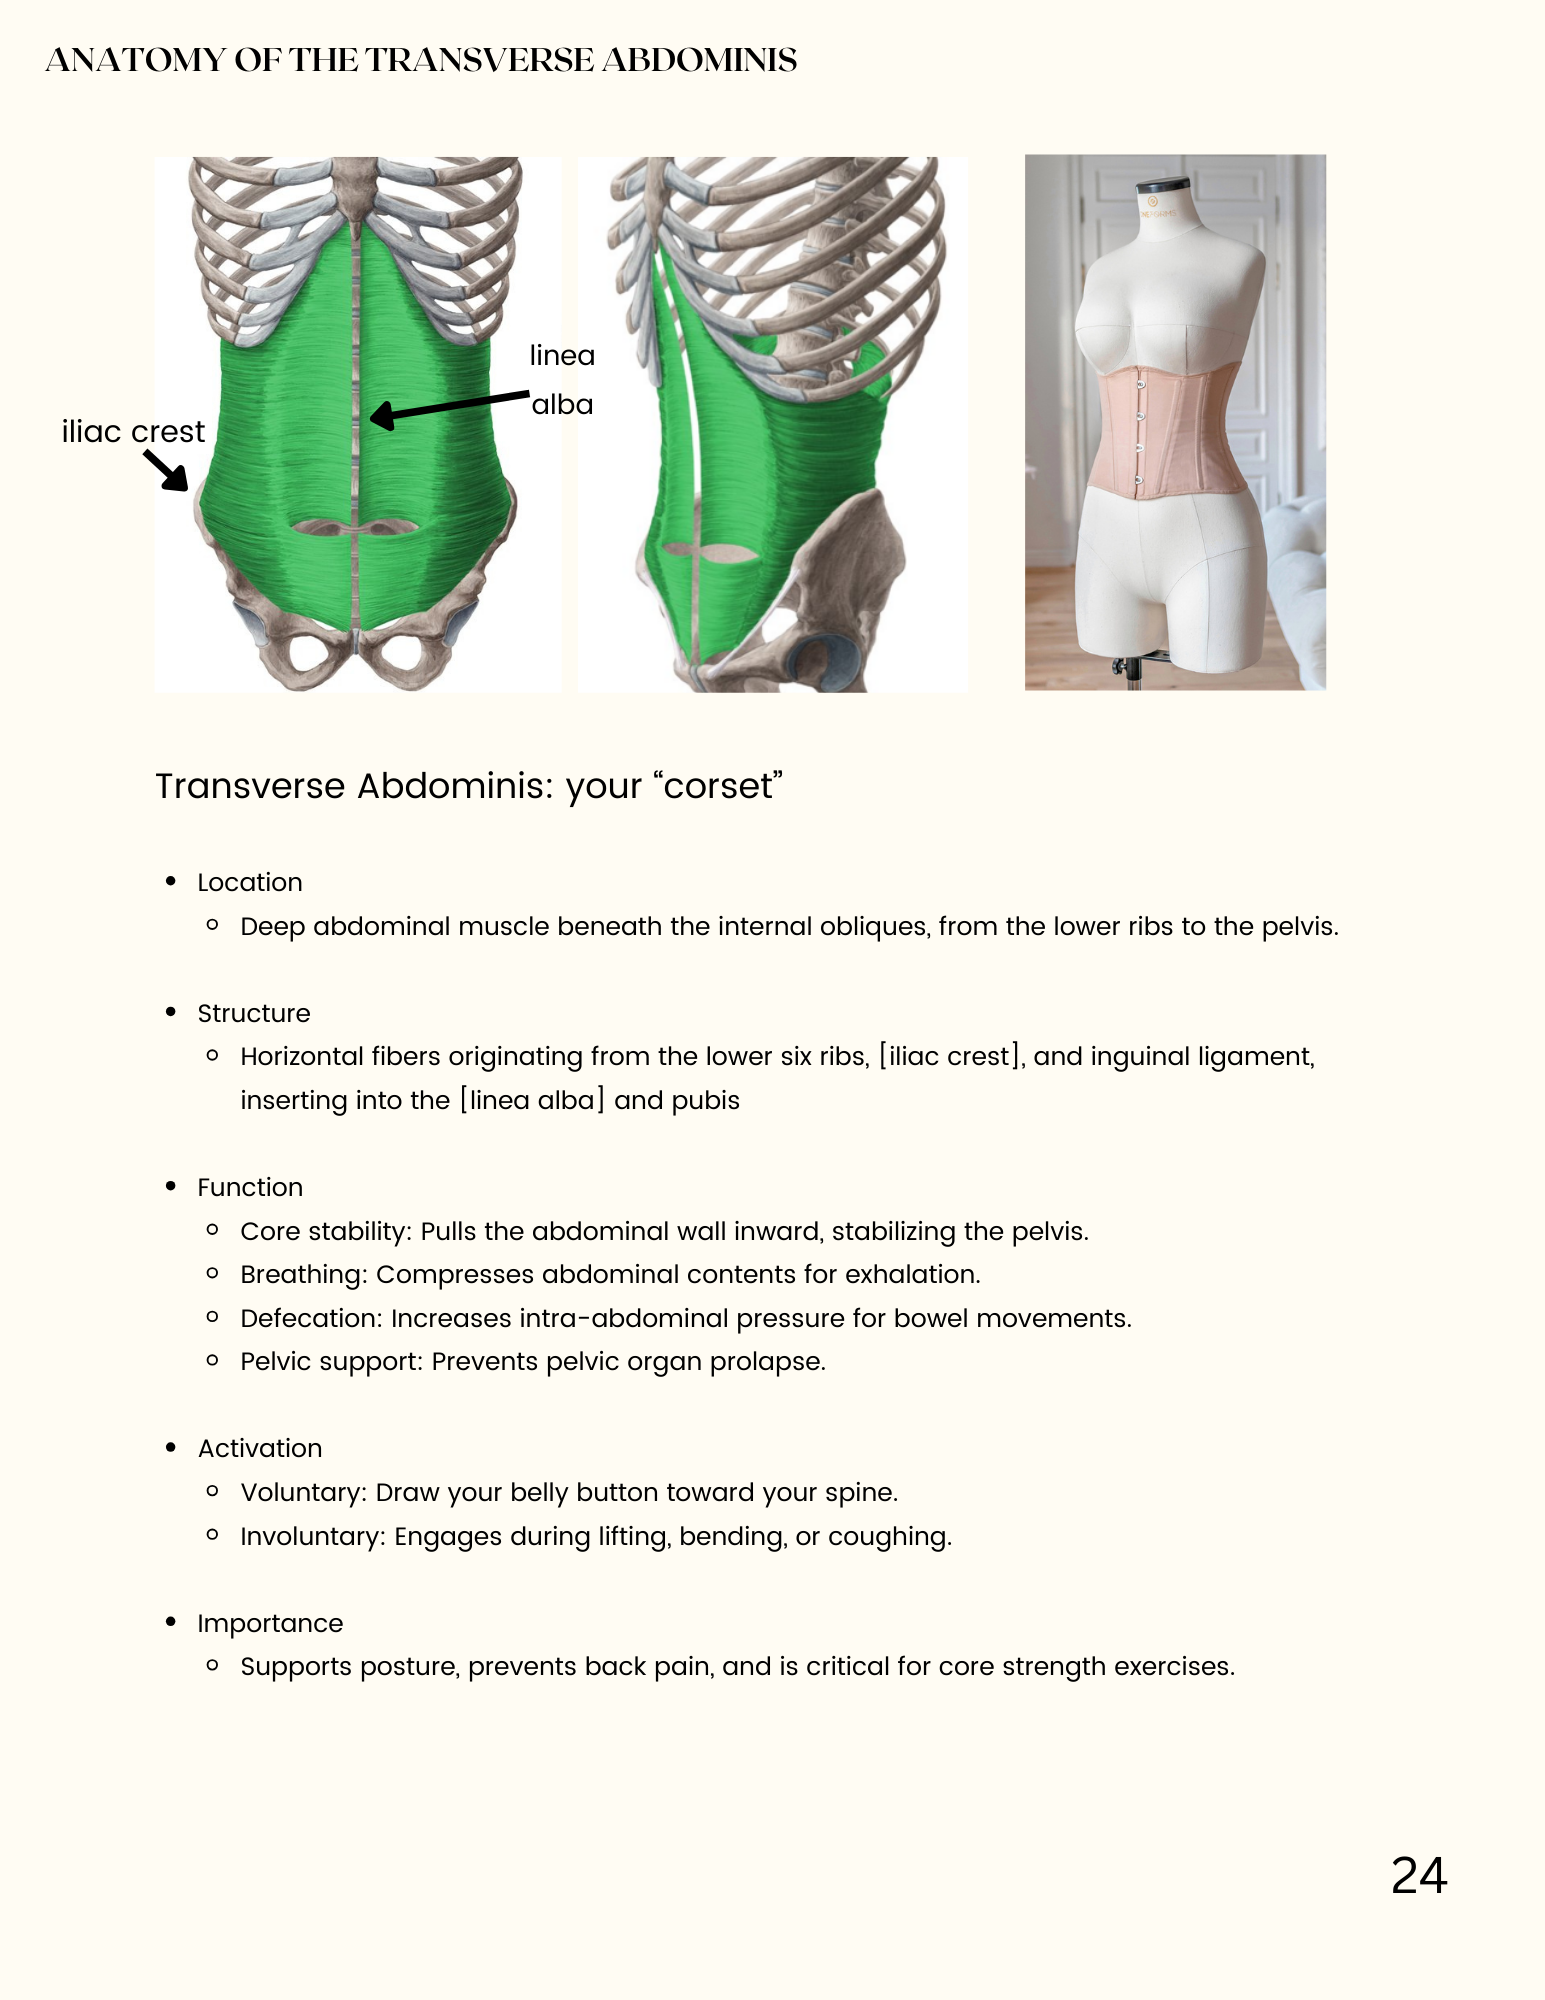 ANATOMY OF THE TRANSVERSE ABDOMINIS
linea
alba
iliac crest
Transverse Abdominis: your “corset”
• Location
○ Deep abdominal muscle beneath the internal obliques, from the lower ribs to the pelvis.
• Structure
○ Horizontal fibers originating from the lower six ribs, [iliac crest], and inguinal ligament,
inserting into the [linea alba] and pubis
• Function
○ Core stability: Pulls the abdominal wall inward, stabilizing the pelvis.
○ Breathing: Compresses abdominal contents for exhalation.
○ Defecation: Increases intra-abdominal pressure for bowel movements.
○ Pelvic support: Prevents pelvic organ prolapse.
• Activation
○ Voluntary: Draw your belly button toward your spine.
○ Involuntary: Engages during lifting, bending, or coughing.
• Importance
○ Supports posture, prevents back pain, and is critical for core strength exercises.
24